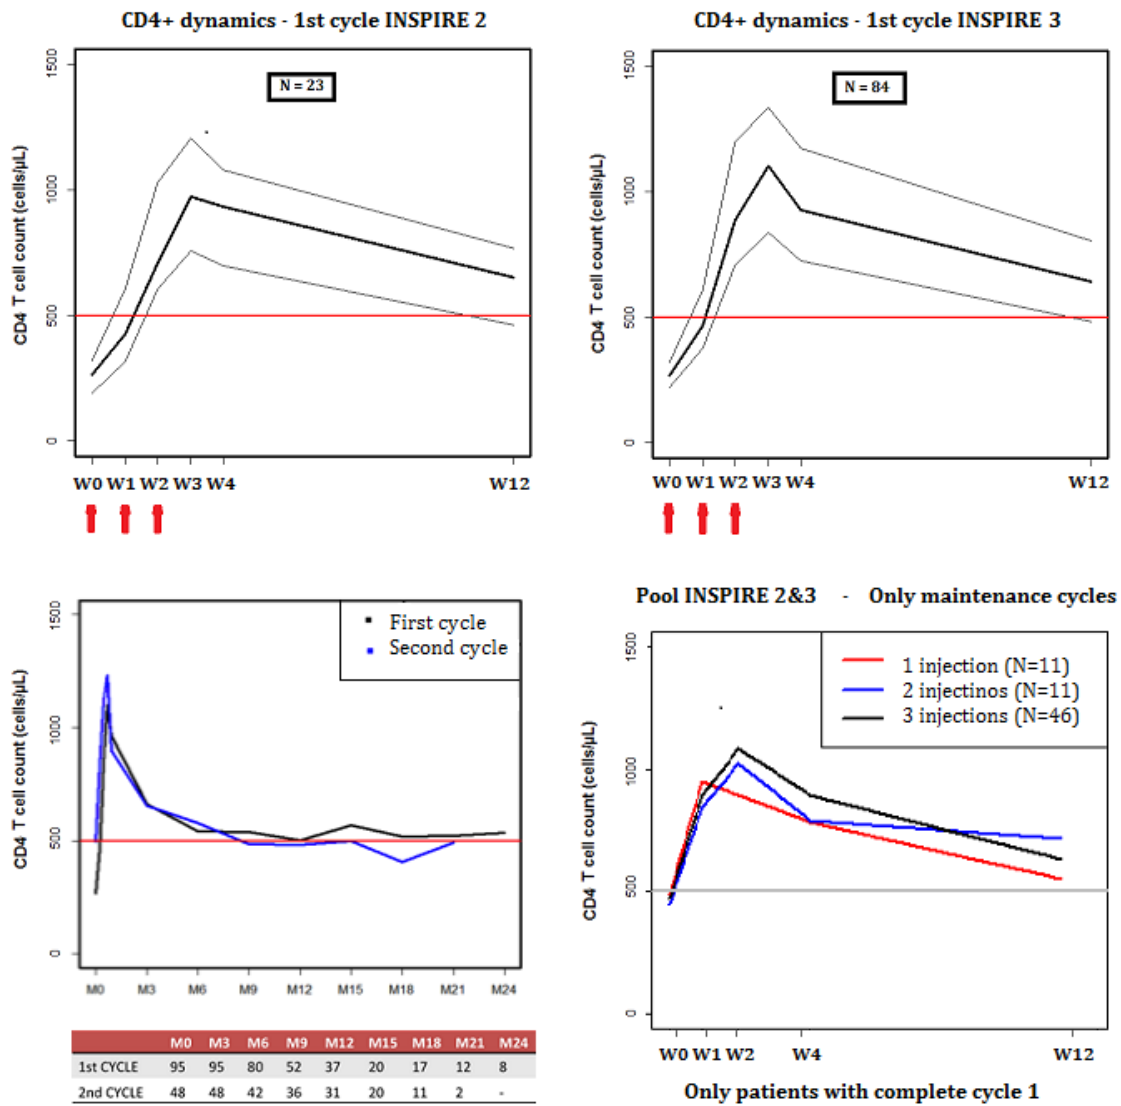 CD4+ dynamics - 1st cycle INSPIRE 2
N = 23
CD4 T cell count (cells/µL)
1500
1000
500
0
W0 W1 W2 W3 W4 W12
CD4+ dynamics - 1st cycle INSPIRE 3
N = 84
CD4 T cell count (cells/µL)
1500
1000
500
0
W0 W1 W2 W3 W4 W12
First cycle
Second cycle
CD4 T cell count (cells/µL)
1500
1000
500
0
M0 M3 M6 M9 M12 M15 M18 M21 M24
M0 M3 M6 M9 M12 M15 M18 M21 M24
1st CYCLE 95 95 80 52 37 20 17 12 8
2nd CYCLE 48 48 42 36 31 20 11 2 -
Pool INSPIRE 2&3 - Only maintenance cycles
1 injection (N=11)
2 injectinos (N=11)
3 injections (N=46)
CD4 T cell count (cells/µL)
1500
1000
500
0
W0 W1 W2 W4 W12
Only patients with complete cycle 1